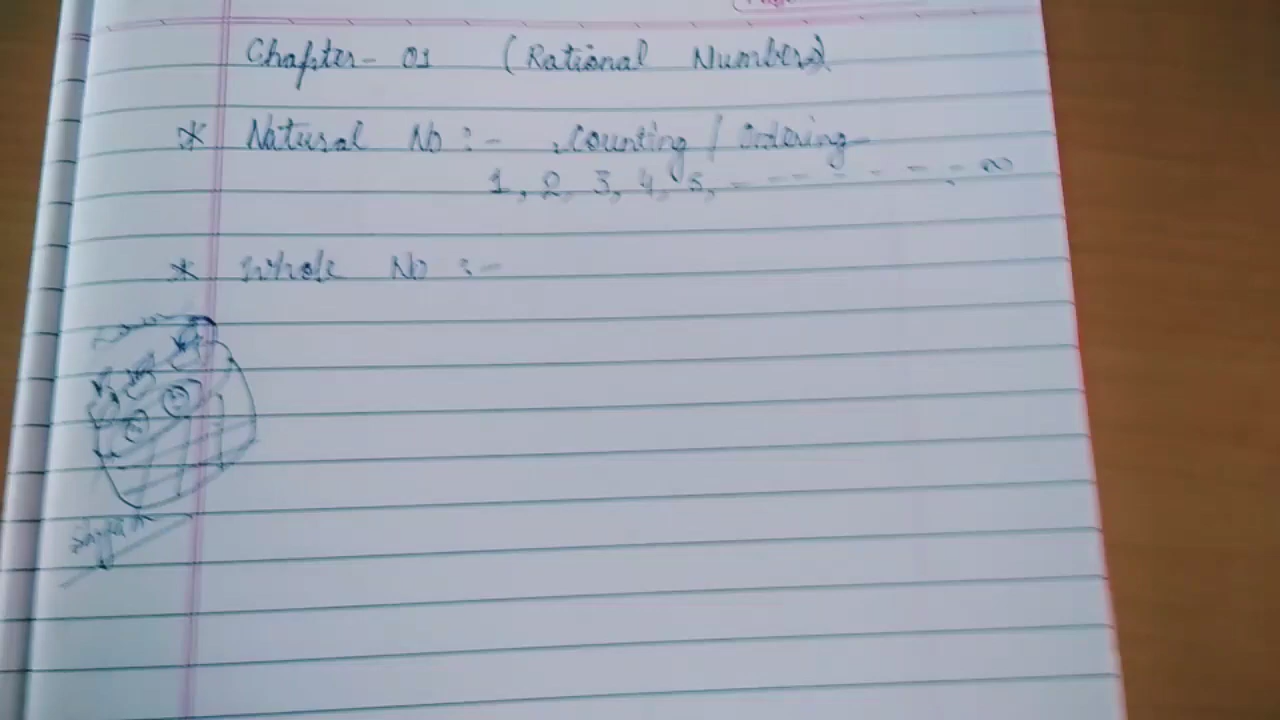 Chapter- 01 (Rational Numbers)
* Natural No :- Counting / Ordering
1, 2, 3, 4, 5, - - - - - - - - ∞
* Whole No :-